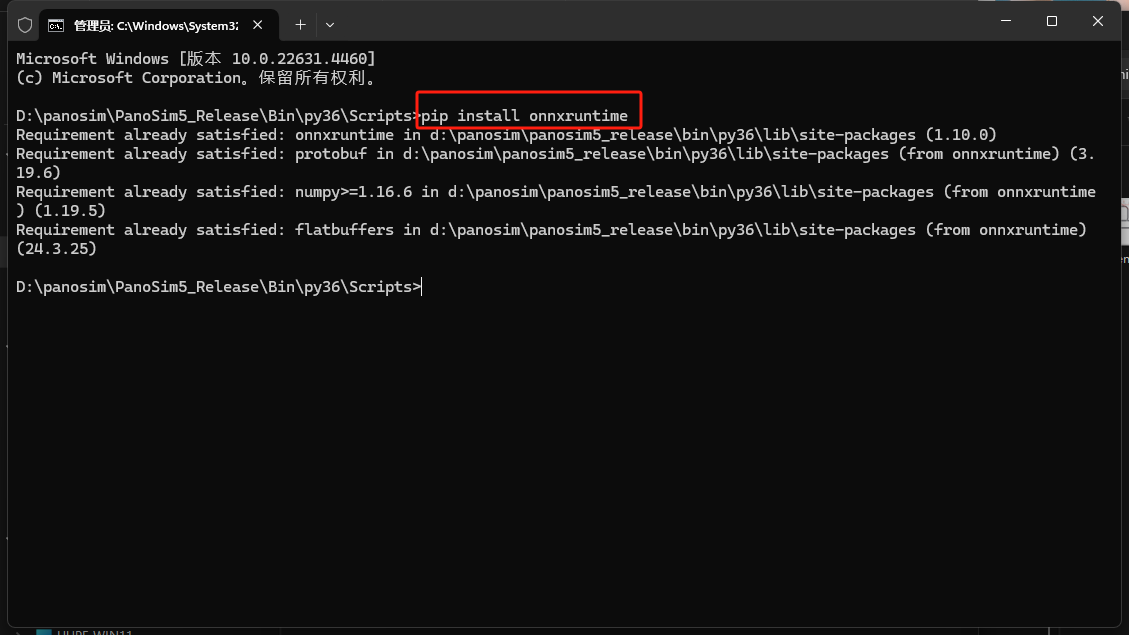 管理员: C:\Windows\System32
Microsoft Windows [版本 10.0.22631.4460]
(c) Microsoft Corporation。保留所有权利。
D:\panosim\PanoSim5_Release\Bin\py36\Scripts>pip install onnxruntime
Requirement already satisfied: onnxruntime in d:\panosim\panosim5_release\bin\py36\lib\site-packages (1.10.0)
Requirement already satisfied: protobuf in d:\panosim\panosim5_release\bin\py36\lib\site-packages (from onnxruntime) (3.
19.6)
Requirement already satisfied: numpy>=1.16.6 in d:\panosim\panosim5_release\bin\py36\lib\site-packages (from onnxruntime
) (1.19.5)
Requirement already satisfied: flatbuffers in d:\panosim\panosim5_release\bin\py36\lib\site-packages (from onnxruntime)
(24.3.25)
D:\panosim\PanoSim5_Release\Bin\py36\Scripts>